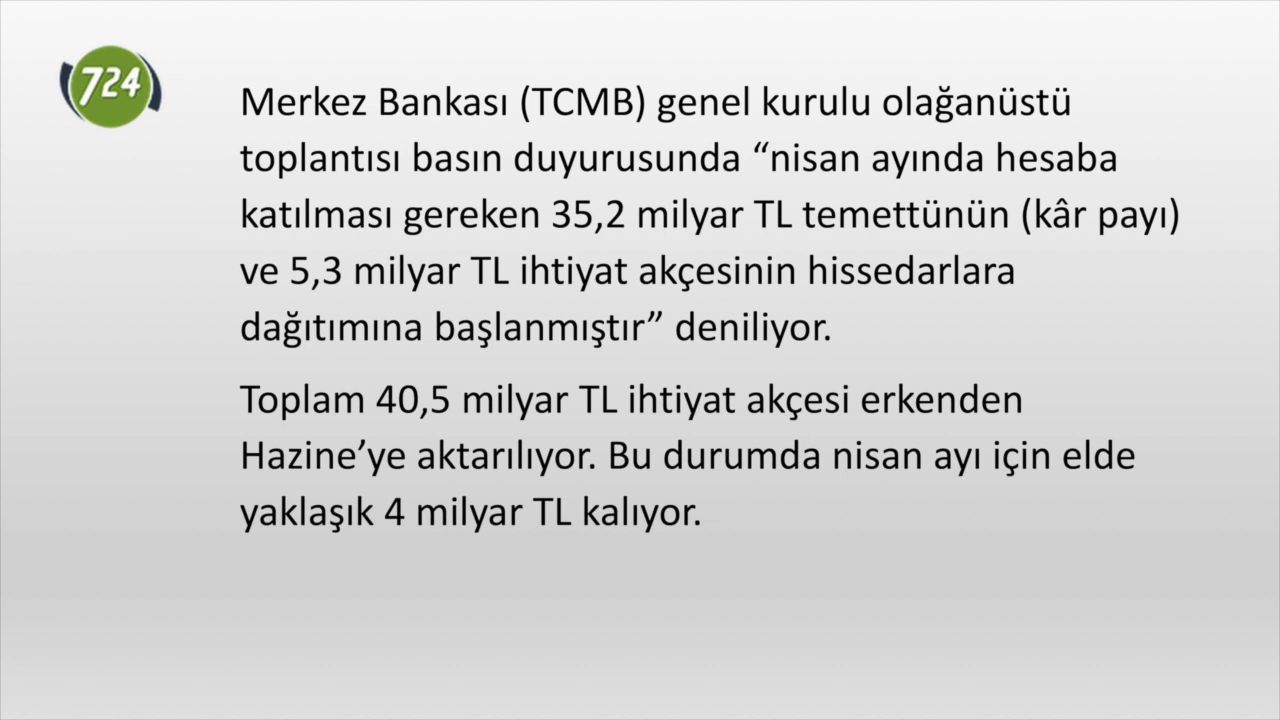 724
Merkez Bankası (TCMB) genel kurulu olağanüstü
toplantısı basın duyurusunda “nisan ayında hesaba
katılması gereken 35,2 milyar TL temettünün (kâr payı)
ve 5,3 milyar TL ihtiyat akçesinin hissedarlara
dağıtımına başlanmıştır” deniliyor.
Toplam 40,5 milyar TL ihtiyat akçesi erkenden
Hazine’ye aktarılıyor. Bu durumda nisan ayı için elde
yaklaşık 4 milyar TL kalıyor.